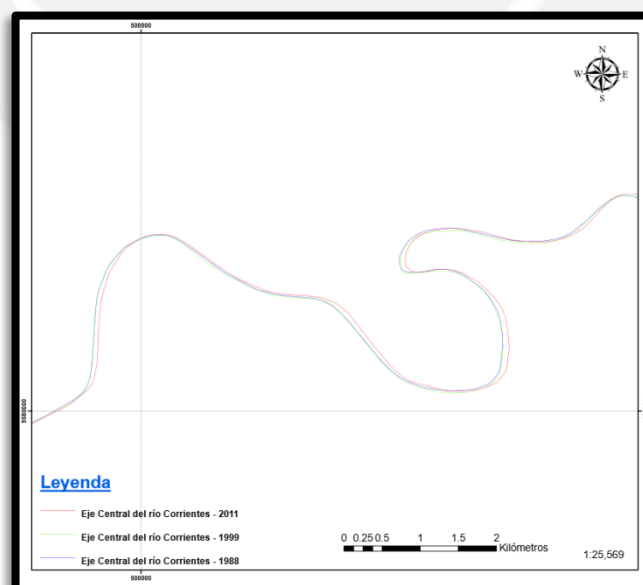 500000
N
W E
S
9580000
Leyenda
Eje Central del río Corrientes - 2011
Eje Central del río Corrientes - 1999
Eje Central del río Corrientes - 1988
0 0.25 0.5 1 1.5 2
Kilómetros
1:25,569
500000